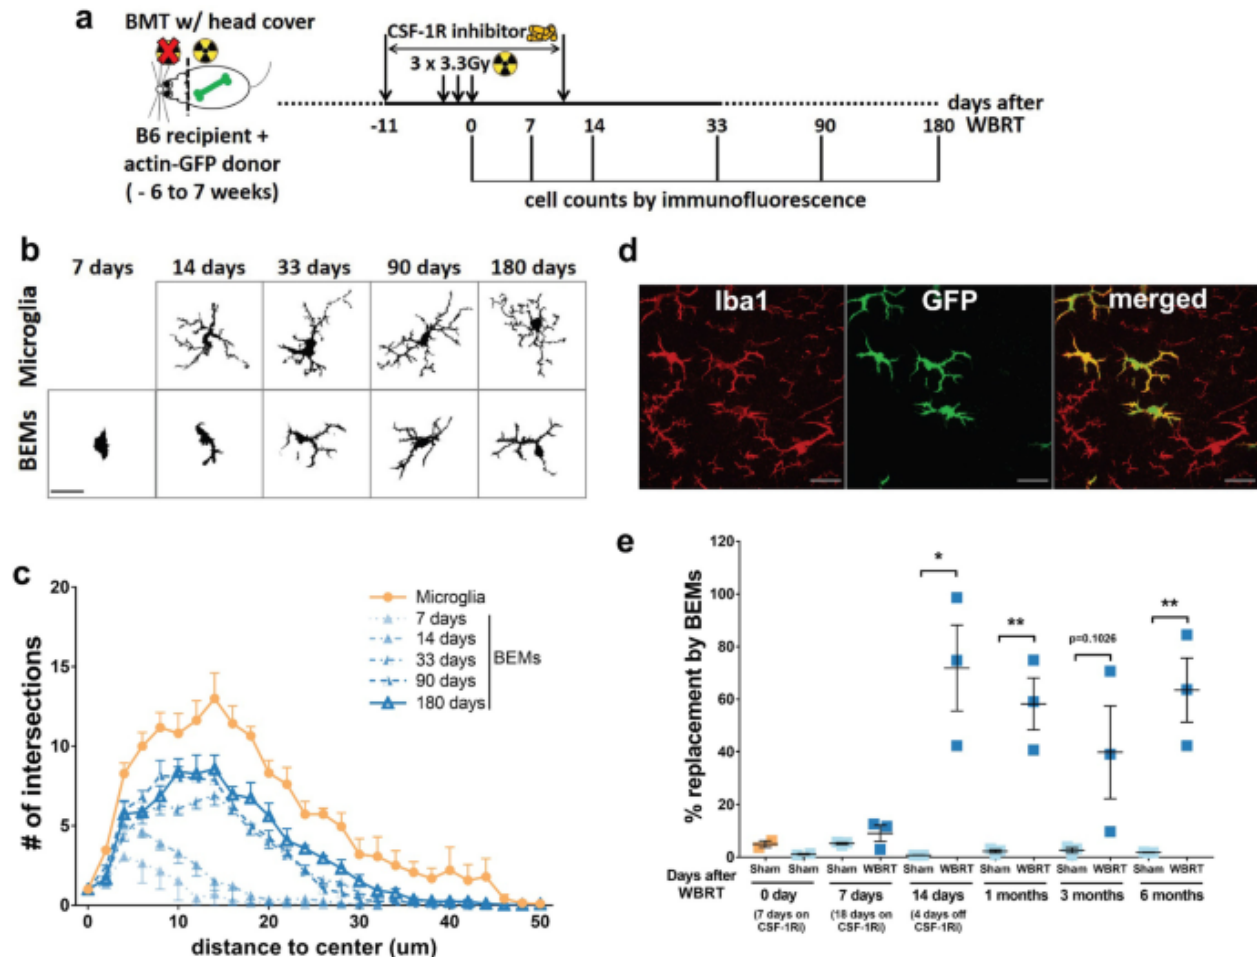 a
BMT w/ head cover
B6 recipient +
actin-GFP donor
( - 6 to 7 weeks)
CSF-1R inhibitor
3 x 3.3Gy
-11 0 7 14 33 90 180
days after
WBRT
cell counts by immunofluorescence
b
7 days 14 days 33 days 90 days 180 days
Microglia
BEMs
d
Iba1 GFP merged
c
# of intersections
20
15
10
5
0
0 10 20 30 40 50
distance to center (um)
Microglia
7 days
14 days
33 days
90 days
180 days
BEMs
e
% replacement by BEMs
120
100
80
60
40
20
0
*
**
p=0.1026
**
Sham Sham Sham WBRT Sham WBRT Sham WBRT Sham WBRT Sham WBRT
Days after
WBRT
0 day 7 days 14 days 1 months 3 months 6 months
(7 days on (18 days on (4 days off
CSF-1Ri) CSF-1Ri) CSF-1Ri)